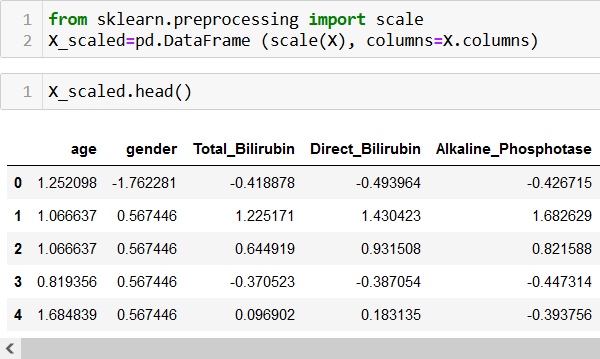 1 from sklearn.preprocessing import scale
2 X_scaled=pd.DataFrame (scale(X), columns=X.columns)
1 X_scaled.head()
age gender Total_Bilirubin Direct_Bilirubin Alkaline_Phosphotase
0 1.252098 -1.762281 -0.418878 -0.493964 -0.426715
1 1.066637 0.567446 1.225171 1.430423 1.682629
2 1.066637 0.567446 0.644919 0.931508 0.821588
3 0.819356 0.567446 -0.370523 -0.387054 -0.447314
4 1.684839 0.567446 0.096902 0.183135 -0.393756